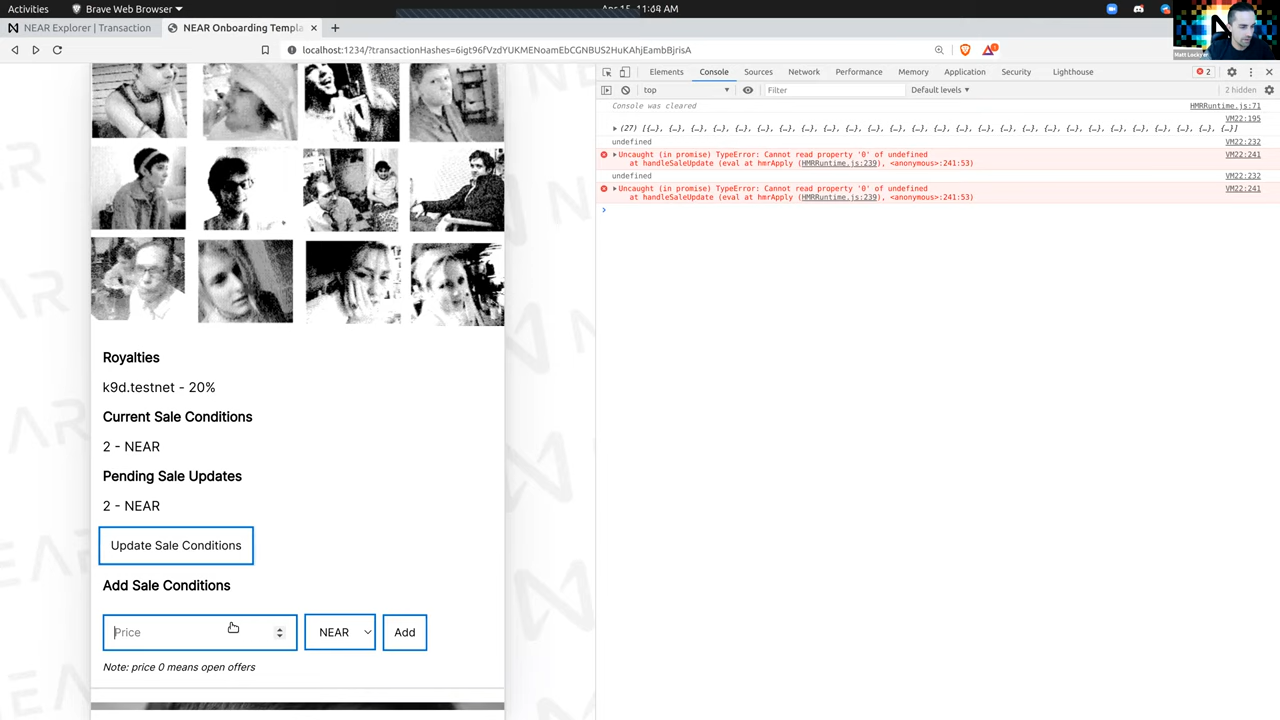 Activities
Brave Web Browser
Apr 15, 11:
AM
NEAR Explorer | Transaction
NEAR Onboarding Templa
localhost:1234/?transactionHashes=6igt96fVzdYUKMENoamEbCGNBUSZHuKAhjEambBjrisA
Matt Lockyer
Elements
Console
Sources
Network
Performance
Memory
Application
Security
Lighthouse
2
top
Filter
Default levels
2 hidden
Console was cleared
HMRRuntime.js:71
VM22:195
(27) [{…}, {…}, {…}, {…}, {…}, {…}, {…}, {…}, {…}, {…}, {…}, {…}, {…}, {…}, {…}, {…}, {…}, {…}, {…}, {…}, {…}, {…}, {…}, {…}, {…}, {…}, {…}]
undefined
VM22:232
Uncaught (in promise) TypeError: Cannot read property '0' of undefined
VM22:241
at handleSaleUpdate (eval at hmrApply (HMRRuntime.js:239), <anonymous>:241:53)
undefined
VM22:232
Uncaught (in promise) TypeError: Cannot read property '0' of undefined
VM22:241
at handleSaleUpdate (eval at hmrApply (HMRRuntime.js:239), <anonymous>:241:53)
Royalties
k9d.testnet - 20%
Current Sale Conditions
2 - NEAR
Pending Sale Updates
2 - NEAR
Update Sale Conditions
Add Sale Conditions
Price
NEAR
Add
Note: price 0 means open offers